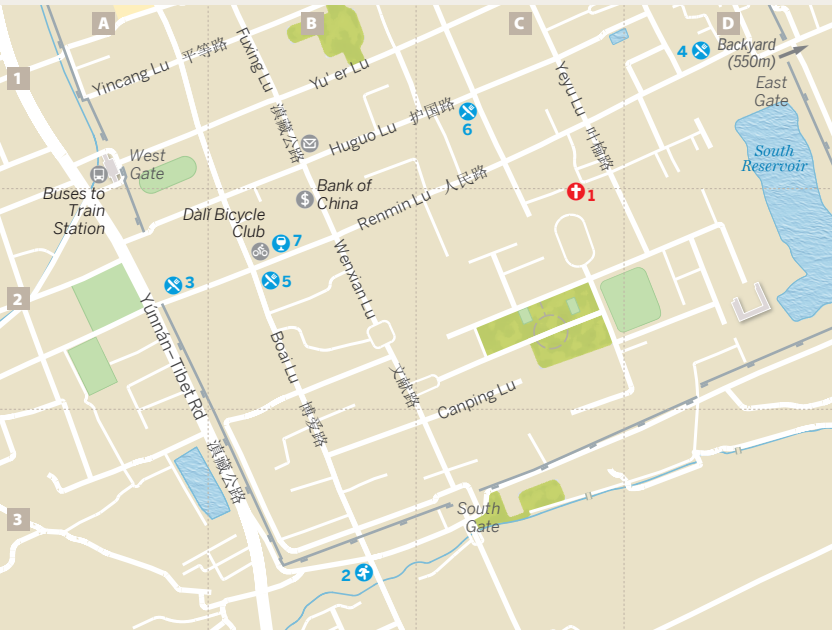 A
B
C
D
1
2
3
Yincang Lu 平等路
Fuxing Lu
滇藏公路
Yu' er Lu
Huguo Lu 护国路
6
Yeyu Lu 叶榆路
4
Backyard
(550m)
East
Gate
South
Reservoir
West
Gate
Buses to
Train
Station
Bank of
China
$
Dàlǐ Bicycle
Club
7
Renmin Lu 人民路
1
3
5
Wenxian Lu
文献路
Yúnnán–Tibet Rd
滇藏公路
Boai Lu
博爱路
Canping Lu
South
Gate
2